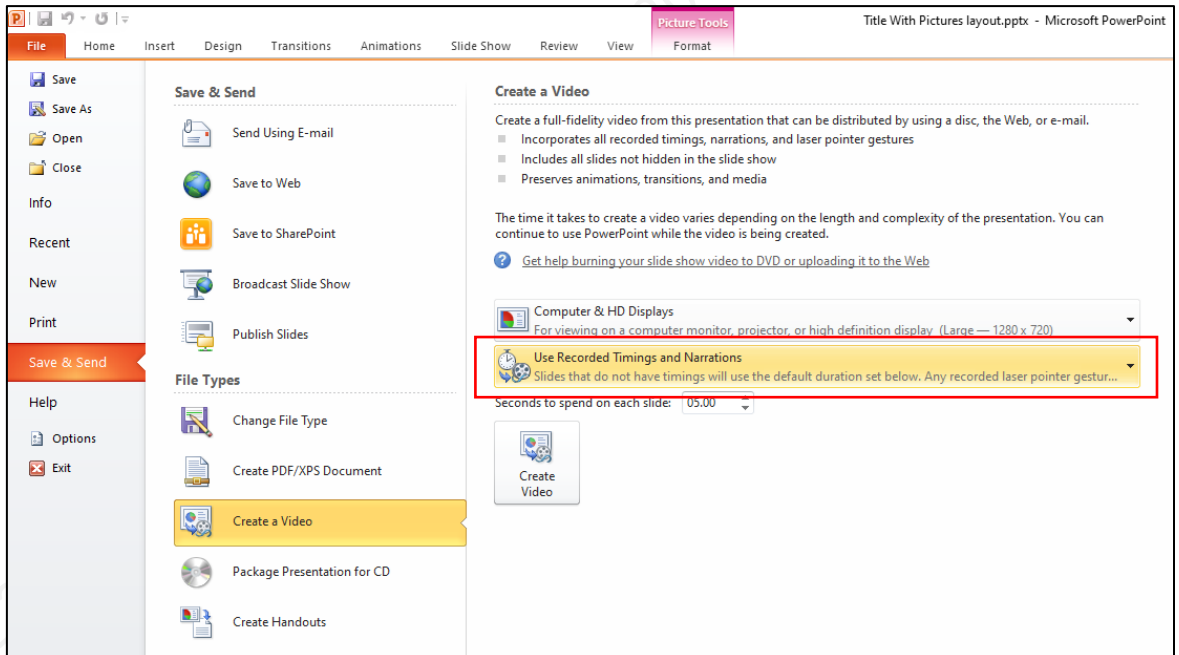 Picture Tools
Title With Pictures layout.pptx - Microsoft PowerPoint
File Home Insert Design Transitions Animations Slide Show Review View Format
Save
Save As
Open
Close
Info
Recent
New
Print
Save & Send
Help
Options
Exit
Save & Send
Send Using E-mail
Save to Web
Save to SharePoint
Broadcast Slide Show
Publish Slides
File Types
Change File Type
Create PDF/XPS Document
Create a Video
Package Presentation for CD
Create Handouts
Create a Video
Create a full-fidelity video from this presentation that can be distributed by using a disc, the Web, or e-mail.
Incorporates all recorded timings, narrations, and laser pointer gestures
Includes all slides not hidden in the slide show
Preserves animations, transitions, and media
The time it takes to create a video varies depending on the length and complexity of the presentation. You can
continue to use PowerPoint while the video is being created.
Get help burning your slide show video to DVD or uploading it to the Web
Computer & HD Displays
For viewing on a computer monitor, projector, or high definition display (Large — 1280 x 720)
Use Recorded Timings and Narrations
Slides that do not have timings will use the default duration set below. Any recorded laser pointer gestur...
Seconds to spend on each slide: 05.00
Create
Video